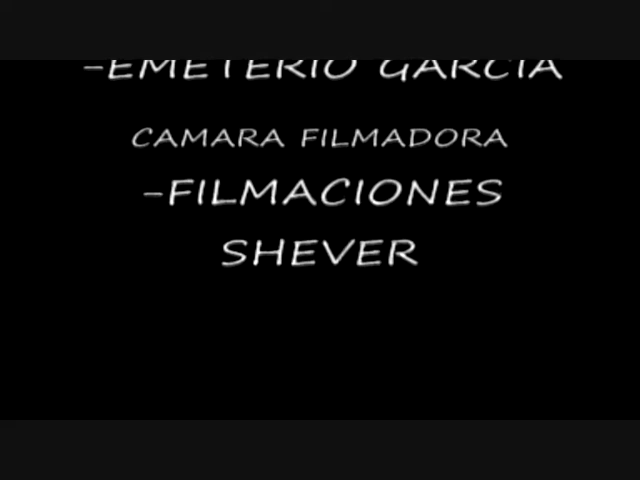 -EMETERIO GARCIA
CAMARA FILMADORA
-FILMACIONES
SHEVER